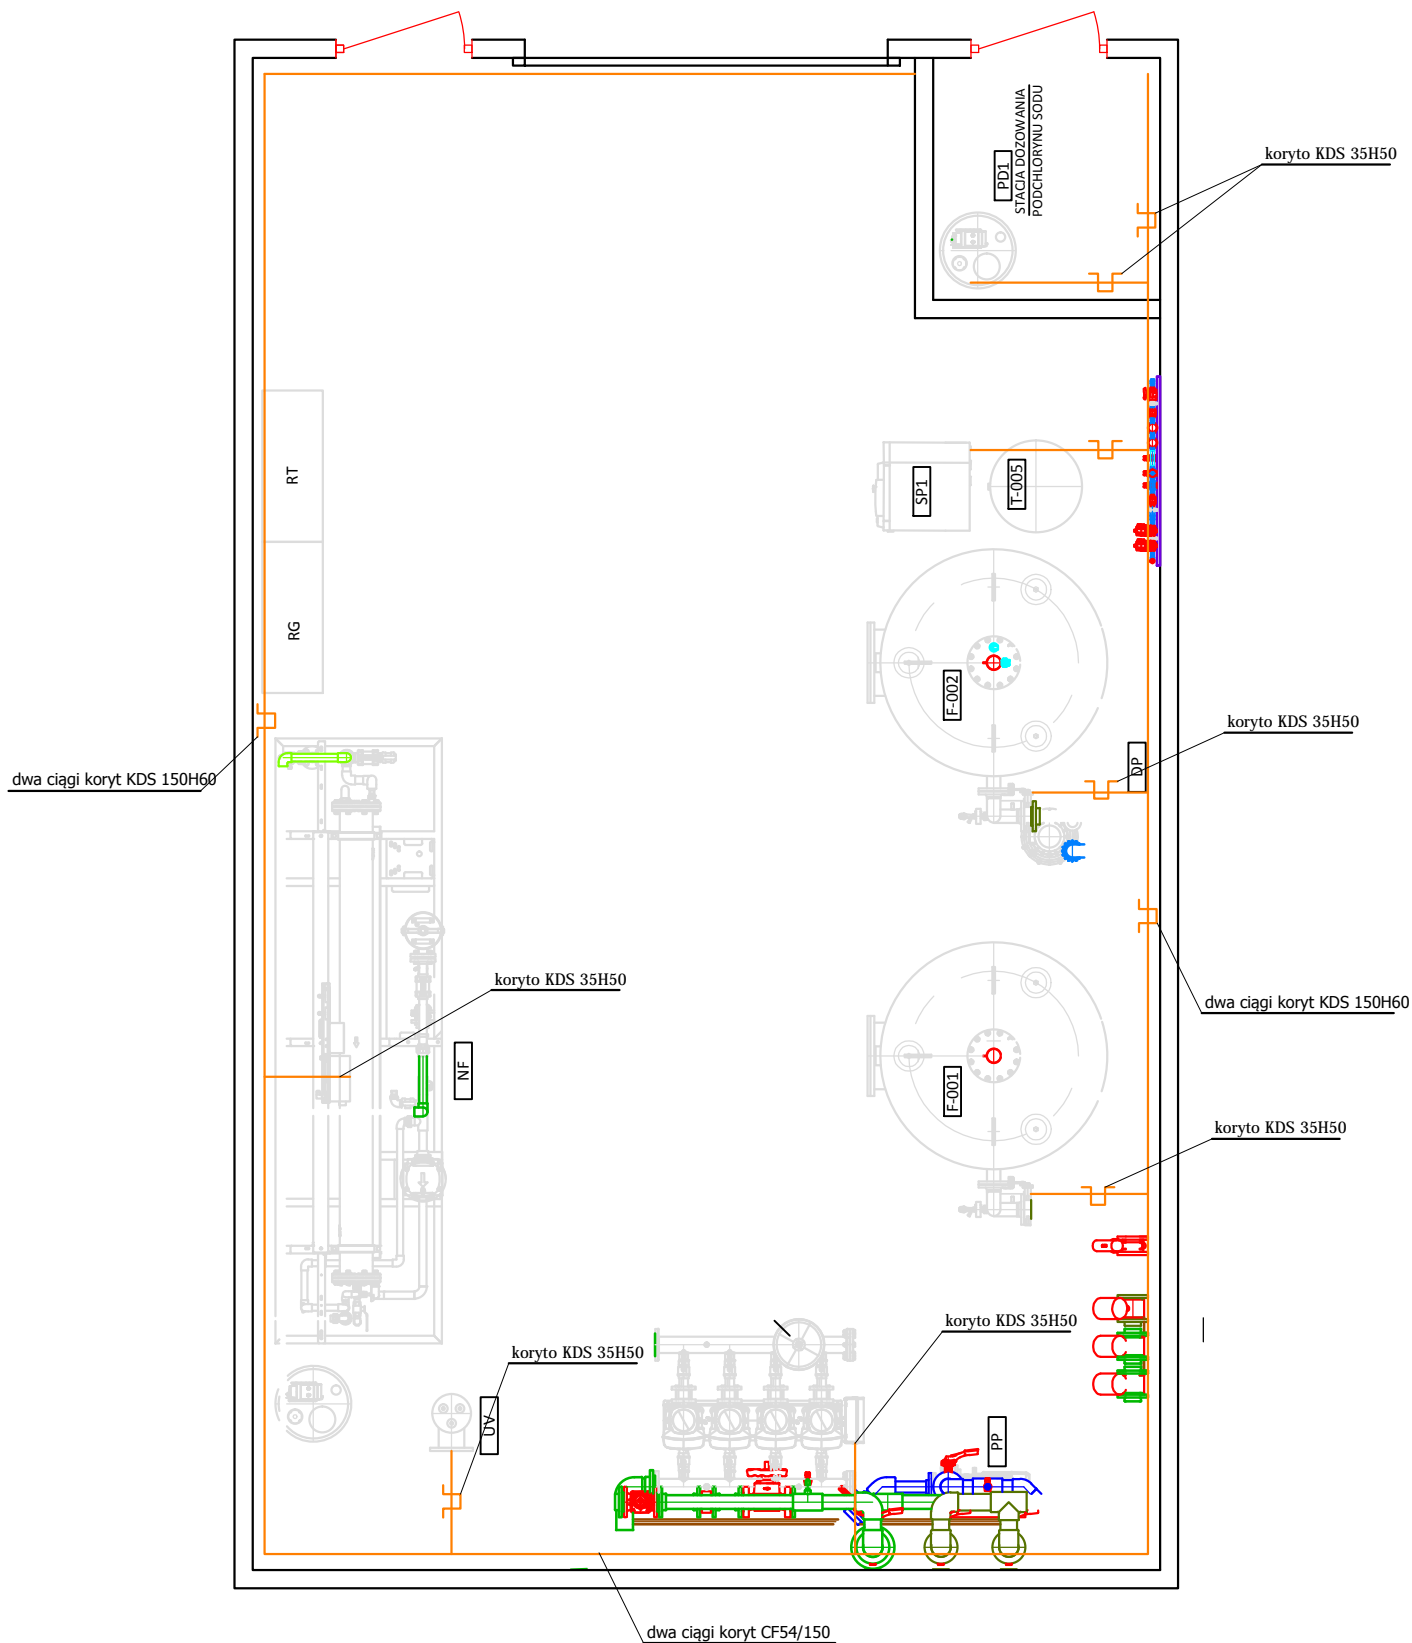 PD1
STACJA DOZOWANIA
PODCHLORYNU SODU
koryto KDS 35H50
RT
SP1
T-005
RG
F-002
koryto KDS 35H50
DP
dwa ciągi koryt KDS 150H60
koryto KDS 35H50
dwa ciągi koryt KDS 150H60
NF
F-001
koryto KDS 35H50
koryto KDS 35H50
koryto KDS 35H50
UV
PP
dwa ciągi koryt CF54/150